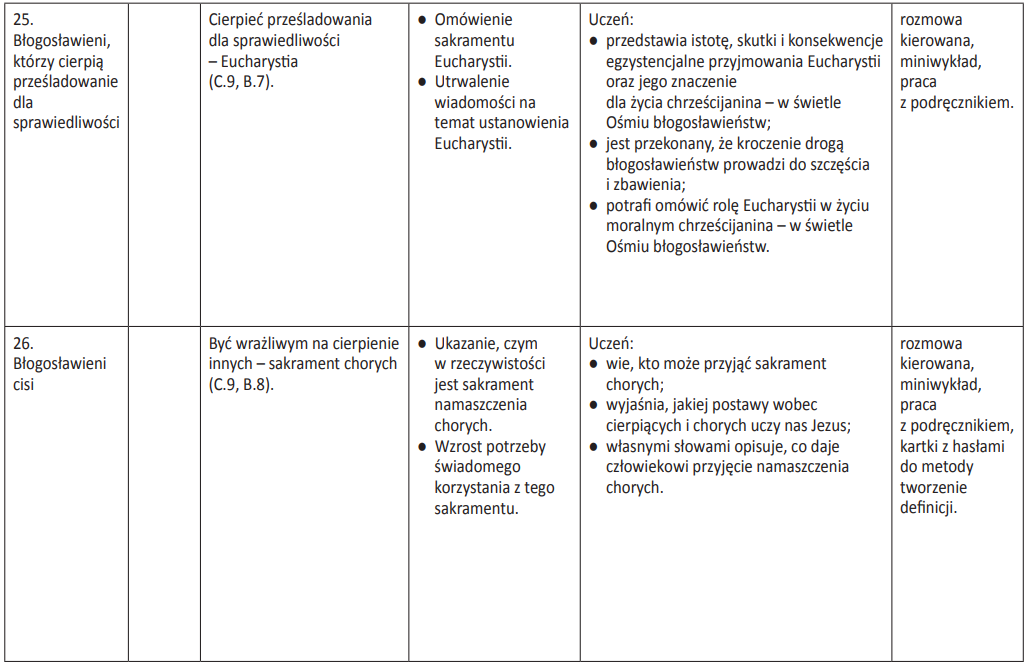 25.
Błogosławieni,
którzy cierpią
prześladowanie
dla
sprawiedliwości
Cierpieć prześladowania
dla sprawiedliwości
– Eucharystia
(C.9, B.7).
● Omówienie
sakramentu
Eucharystii.
● Utrwalenie
wiadomości na
temat ustanowienia
Eucharystii.
Uczeń:
● przedstawia istotę, skutki i konsekwencje
egzystencjalne przyjmowania Eucharystii
oraz jego znaczenie
dla życia chrześcijanina – w świetle
Ośmiu błogosławieństw;
● jest przekonany, że kroczenie drogą
błogosławieństw prowadzi do szczęścia
i zbawienia;
● potrafi omówić rolę Eucharystii w życiu
moralnym chrześcijanina – w świetle
Ośmiu błogosławieństw.
rozmowa
kierowana,
miniwykład,
praca
z podręcznikiem.
26.
Błogosławieni
cisi
Być wrażliwym na cierpienie
innych – sakrament chorych
(C.9, B.8).
● Ukazanie, czym
w rzeczywistości
jest sakrament
namaszczenia
chorych.
● Wzrost potrzeby
świadomego
korzystania z tego
sakramentu.
Uczeń:
● wie, kto może przyjąć sakrament
chorych;
● wyjaśnia, jakiej postawy wobec
cierpiących i chorych uczy nas Jezus;
● własnymi słowami opisuje, co daje
człowiekowi przyjęcie namaszczenia
chorych.
rozmowa
kierowana,
miniwykład,
praca
z podręcznikiem,
kartki z hasłami
do metody
tworzenie
definicji.